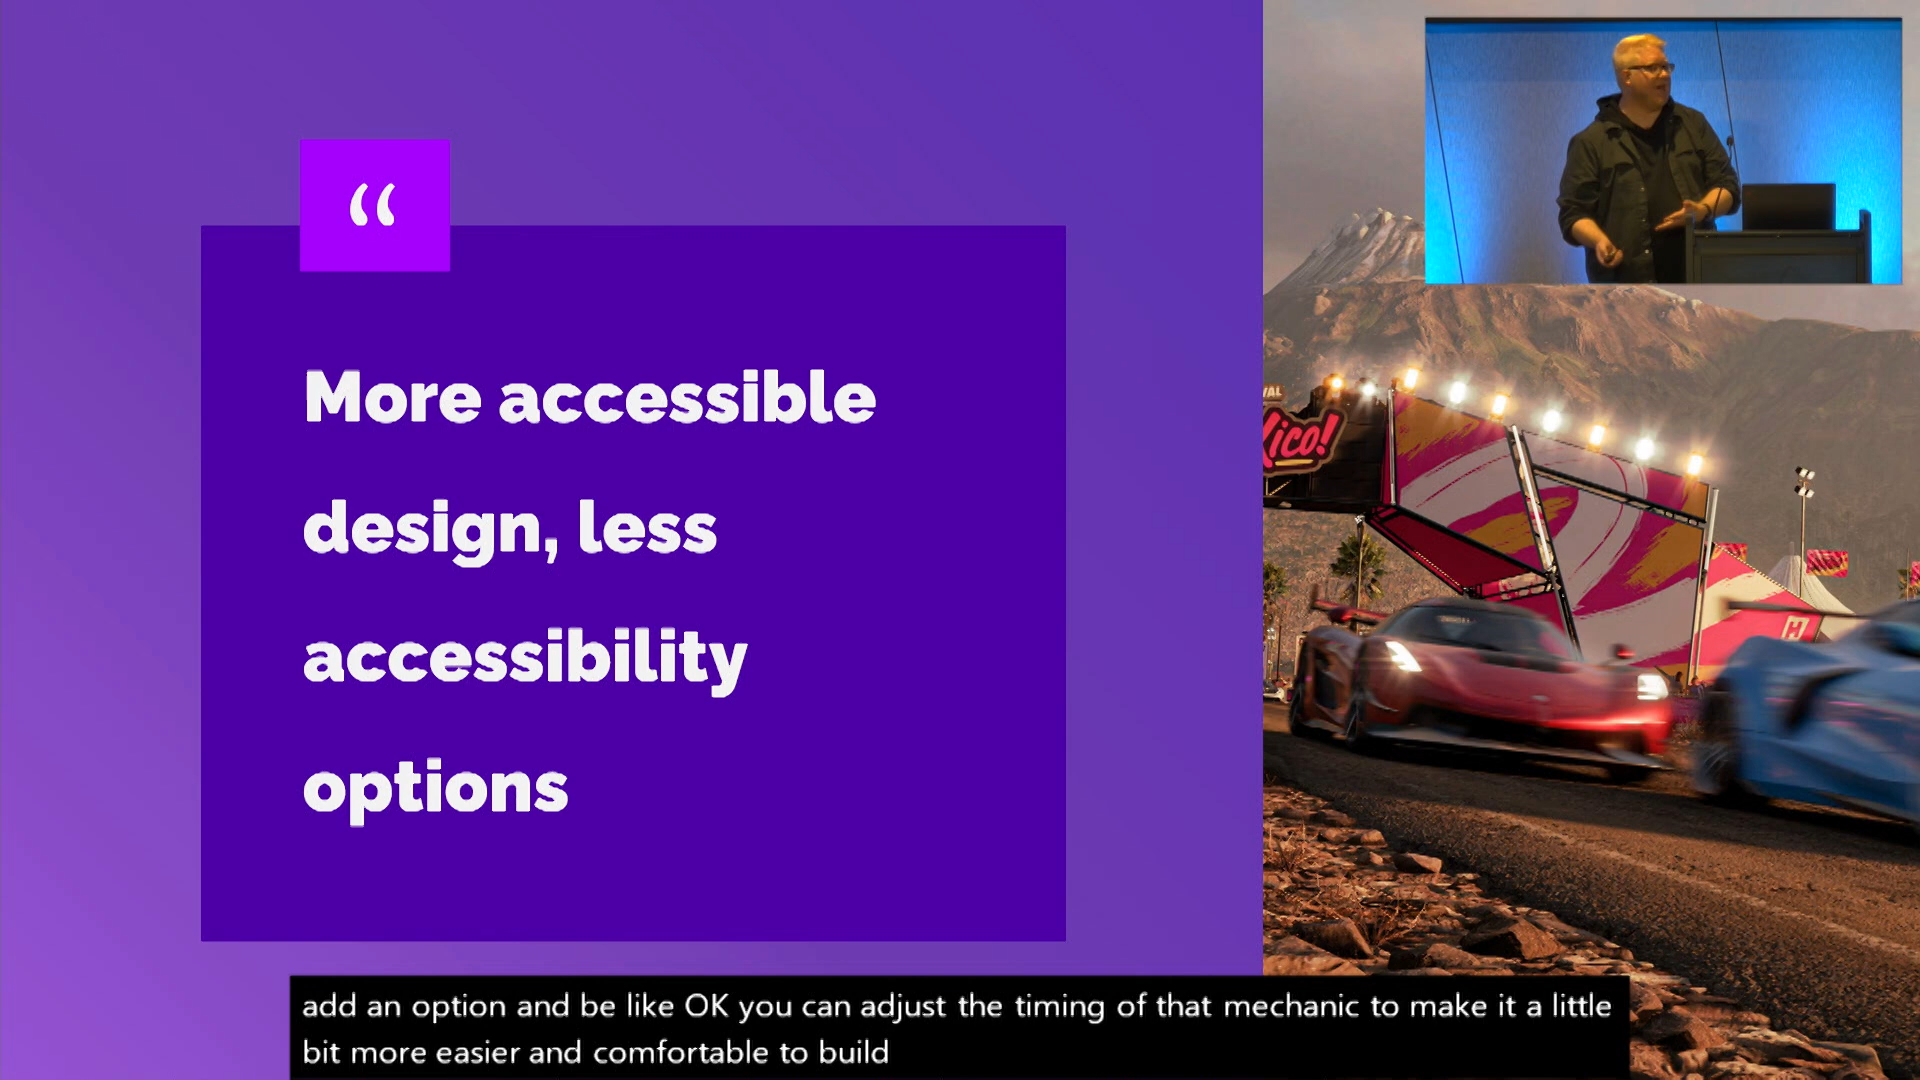 “
More accessible
design, less
accessibility
options
xico!
add an option and be like OK you can adjust the timing of that mechanic to make it a little
bit more easier and comfortable to build